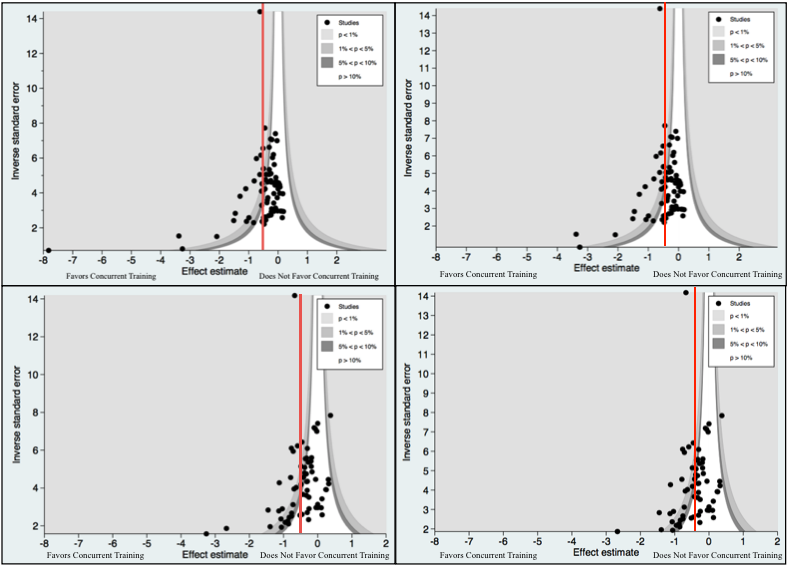 14
12
10
8
6
4
2
Inverse standard error
Studies
p < 1%
1% < p < 5%
5% < p < 10%
p > 10%
-8 -7 -6 -5 -4 -3 -2 -1 0 1 2 3
Favors Concurrent Training
Effect estimate
Does Not Favor Concurrent Training
14
13
12
11
10
9
8
7
6
5
4
3
2
Inverse standard error
Studies
p < 1%
1% < p < 5%
5% < p < 10%
p > 10%
-8 -7 -6 -5 -4 -3 -2 -1 0 1 2 3
Favors Concurrent Training
Effect estimate
Does Not Favor Concurrent Training
14
12
10
8
6
4
2
Inverse standard error
Studies
p < 1%
1% < p < 5%
5% < p < 10%
p > 10%
-8 -7 -6 -5 -4 -3 -2 -1 0 1 2
Favors Concurrent Training
Effect estimate
Does Not Favor Concurrent Training
14
13
12
11
10
9
8
7
6
5
4
3
2
Inverse standard error
Studies
p < 1%
1% < p < 5%
5% < p < 10%
p > 10%
-8 -7 -6 -5 -4 -3 -2 -1 0 1 2
Favors Concurrent Training
Effect estimate
Does Not Favor Concurrent Training